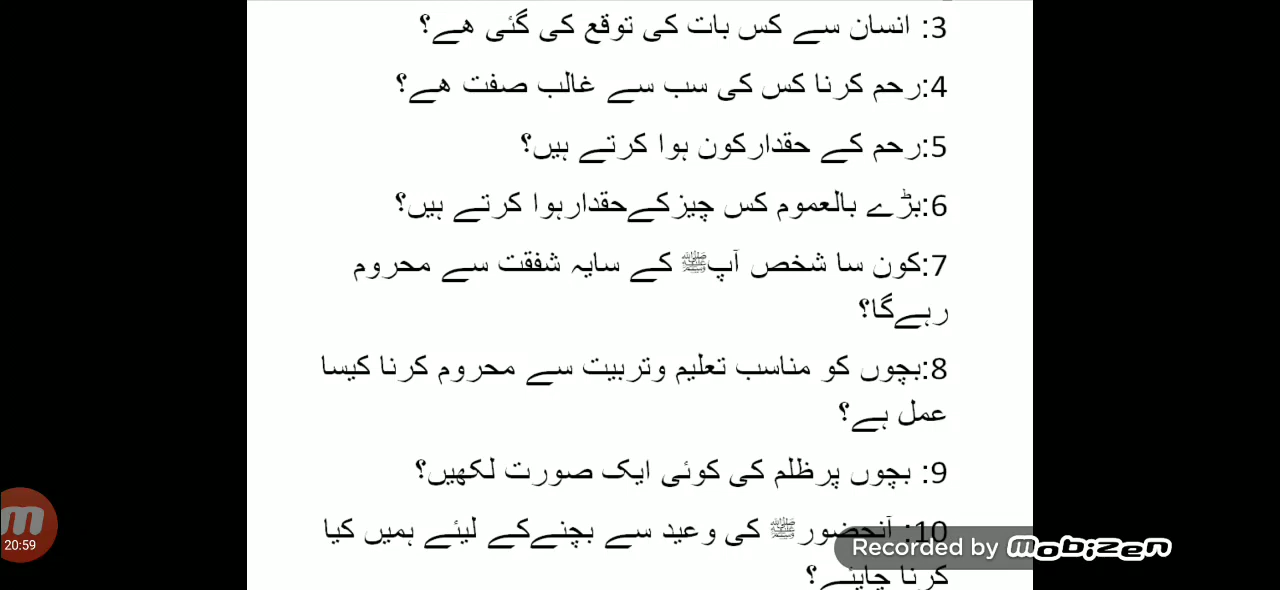 3: انسان سے کس بات کی توقع کی گئی ھے؟
4:رحم کرنا کس کی سب سے غالب صفت ھے؟
5:رحم کے حقدارکون ہوا کرتے ہیں؟
6:بڑے بالعموم کس چیزکےحقدارہوا کرتے ہیں؟
7:کون سا شخص آپﷺ کے سایہ شفقت سے محروم
رہےگا؟
8:بچوں کو مناسب تعلیم وتربیت سے محروم کرنا کیسا
عمل ہے؟
9: بچوں پرظلم کی کوئی ایک صورت لکھیں؟
10: آنحضورﷺ کی وعید سے بچنےکے لیئے ہمیں کیا
کرنا چاہئے؟
20:59
Recorded by mobizen